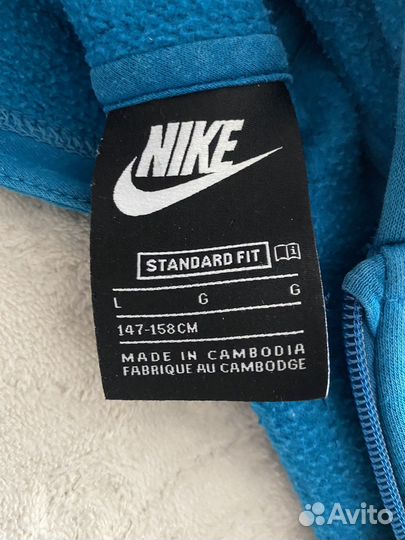 NIKE
STANDARD FIT i
L G G
147-158CM
MADE IN CAMBODIA
FABRIQUE AU CAMBODGE
Avito